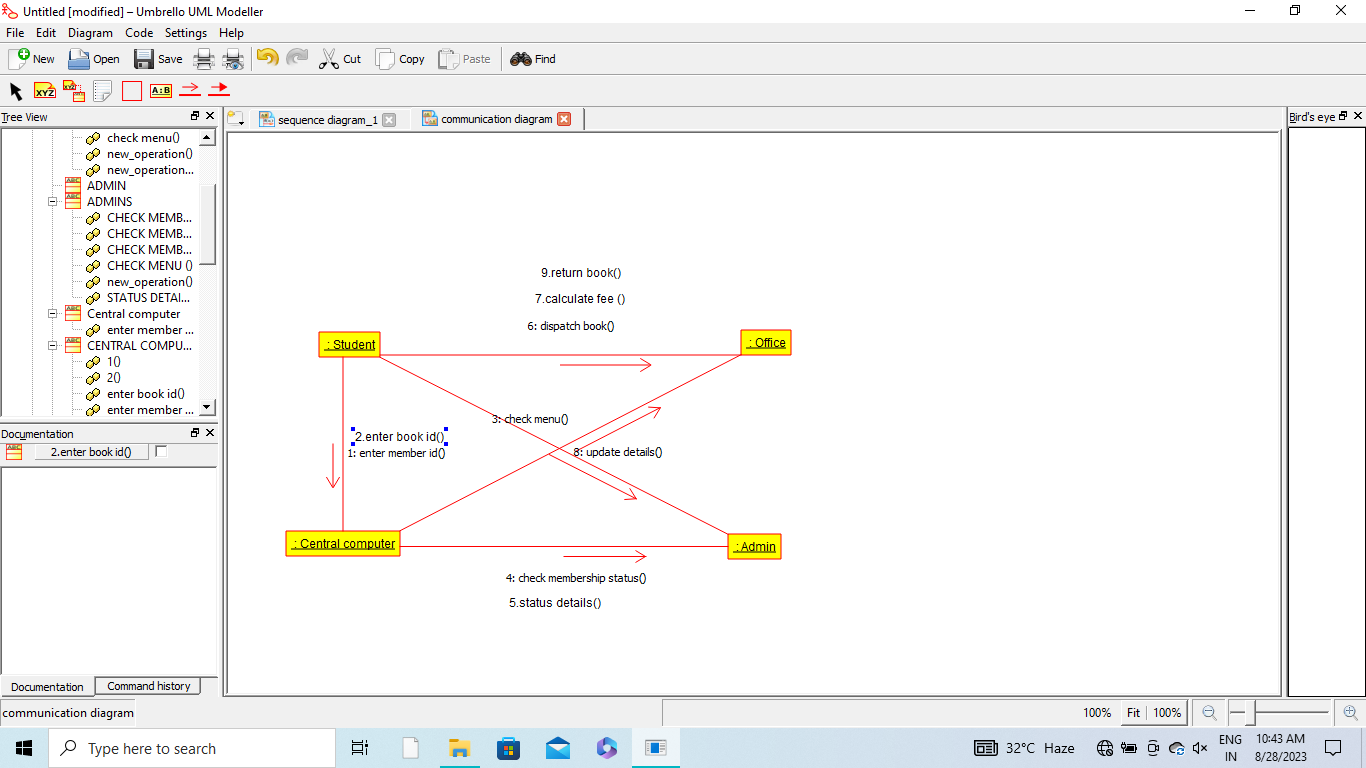 Untitled [modified] – Umbrello UML Modeller
File Edit Diagram Code Settings Help
New Open Save Cut Copy Paste Find
XYZ XYZ A:B
Tree View
check menu()
new_operation()
new_operation...
ADMIN
ADMINS
CHECK MEMB...
CHECK MEMB...
CHECK MEMB...
CHECK MENU ()
new_operation()
STATUS DETAI...
Central computer
enter member ...
CENTRAL COMPU...
1()
2()
enter book id()
enter member ...
Documentation
2.enter book id()
Documentation Command history
sequence diagram_1 communication diagram
9.return book()
7.calculate fee ()
6: dispatch book()
: Student
: Office
3: check menu()
2.enter book id()
1: enter member id()
8: update details()
: Central computer
: Admin
4: check membership status()
5.status details()
Bird's eye
communication diagram
100% Fit 100%
Type here to search
32°C Haze
ENG
IN
10:43 AM
8/28/2023